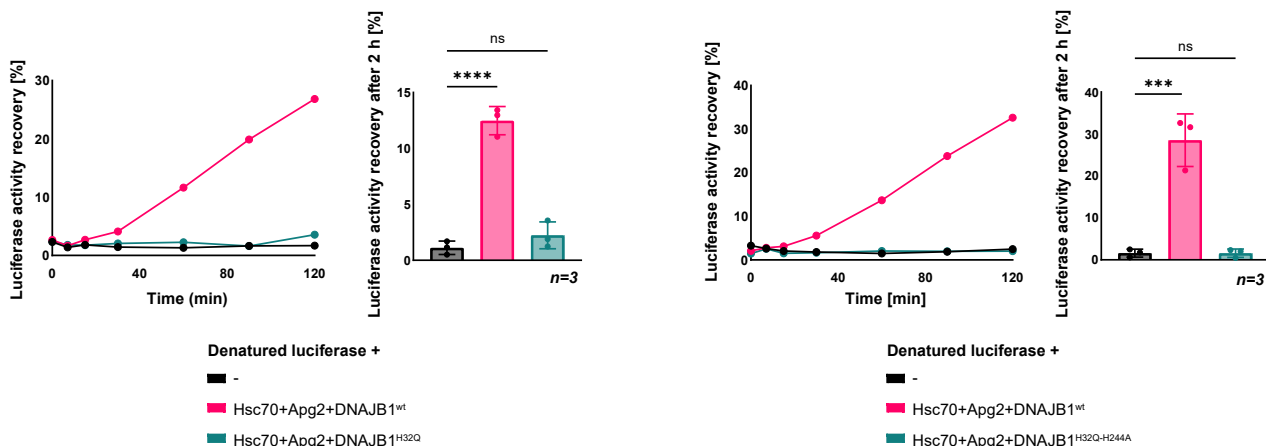 Luciferase activity recovery [%]
30
20
10
0
0
40
80
120
Time (min)
Luciferase activity recovery after 2 h [%]
ns
****
15
10
5
0
n=3
Denatured luciferase +
-
Hsc70+Apg2+DNAJB1wt
Hsc70+Apg2+DNAJB1H32Q
Luciferase activity recovery [%]
40
30
20
10
0
0
40
80
120
Time [min]
Luciferase activity recovery after 2 h [%]
ns
***
40
30
20
10
0
n=3
Denatured luciferase +
-
Hsc70+Apg2+DNAJB1wt
Hsc70+Apg2+DNAJB1H32Q-H244A